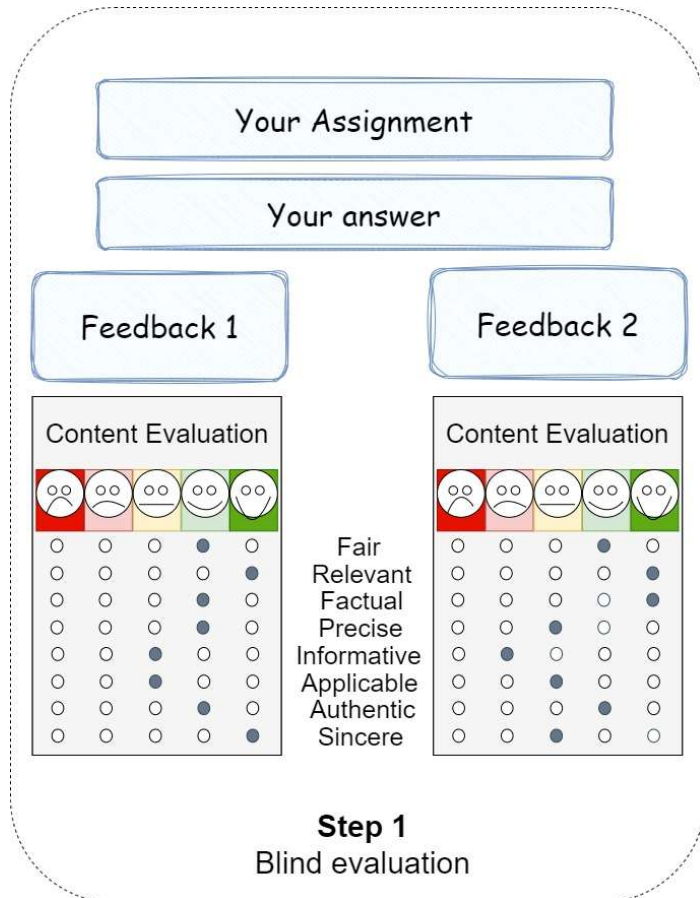 Your Assignment
Your answer
Feedback 1
Feedback 2
Content Evaluation
Content Evaluation
Fair
Relevant
Factual
Precise
Informative
Applicable
Authentic
Sincere
Step 1
Blind evaluation